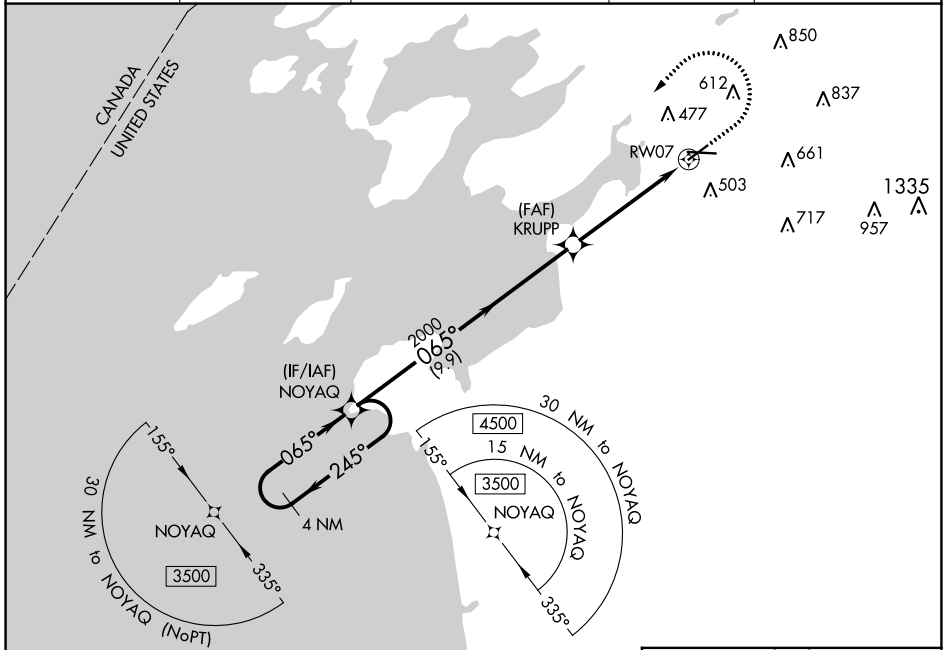 850
CANADA
UNITED STATES
612
837
477
RW07
661
503
1335
(FAF)
KRUPP
717
957
2000
065°
(9.9)
(IF/IAF)
NOYAQ
065°
245°
4 NM
155°
NOYAQ
3500
335°
30 NM to NOYAQ (NoPT)
30 NM to NOYAQ
4500
155°
15 NM to NOYAQ
3500
NOYAQ
335°